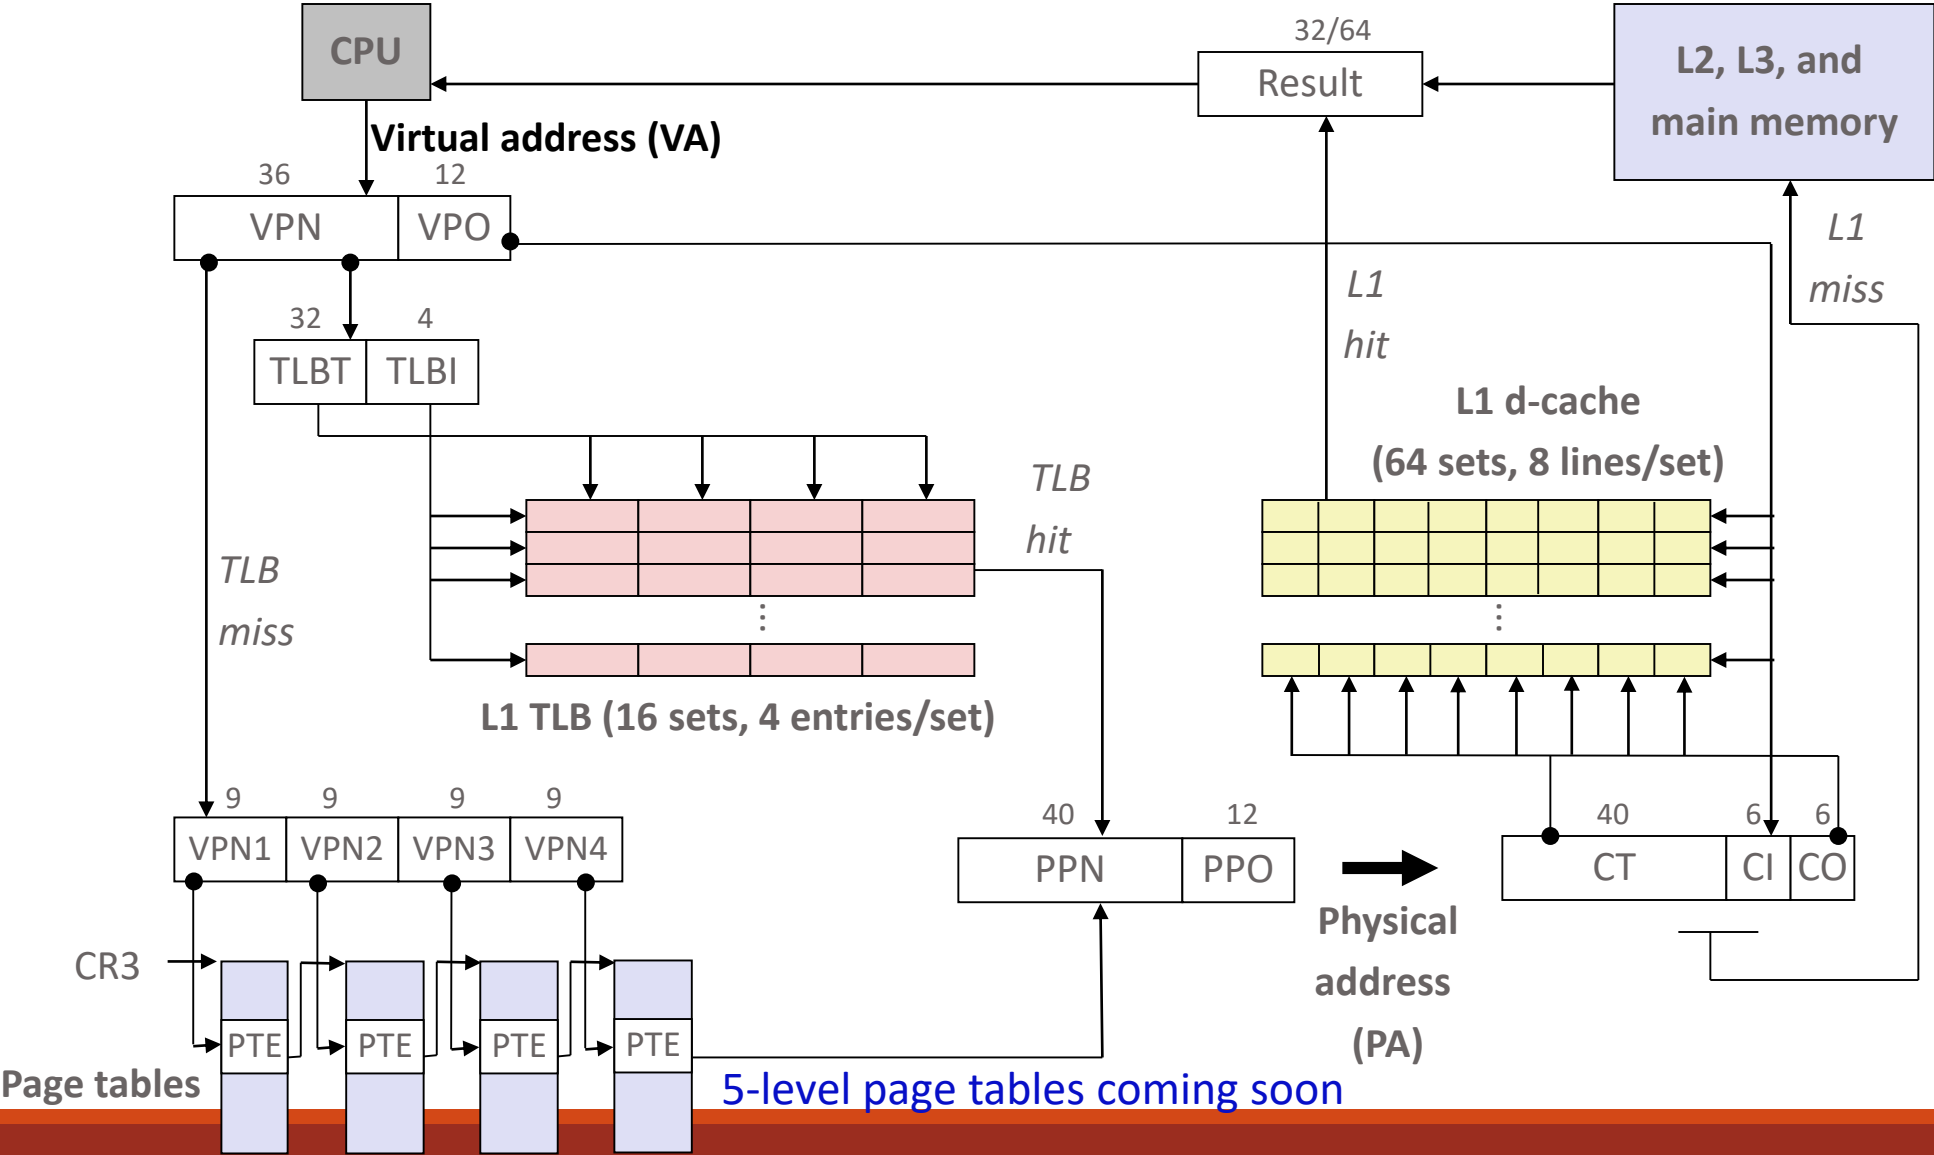 CPU
32/64
Result
L2, L3, and
main memory
Virtual address (VA)
36 12
VPN VPO
L1
miss
32 4
TLBT TLBI
L1
hit
L1 d-cache
(64 sets, 8 lines/set)
TLB
hit
TLB
miss
...
...
L1 TLB (16 sets, 4 entries/set)
9 9 9 9
VPN1 VPN2 VPN3 VPN4
40 12
PPN PPO
40 6 6
CT CI CO
Physical
address
(PA)
CR3
PTE PTE PTE PTE
Page tables
5-level page tables coming soon